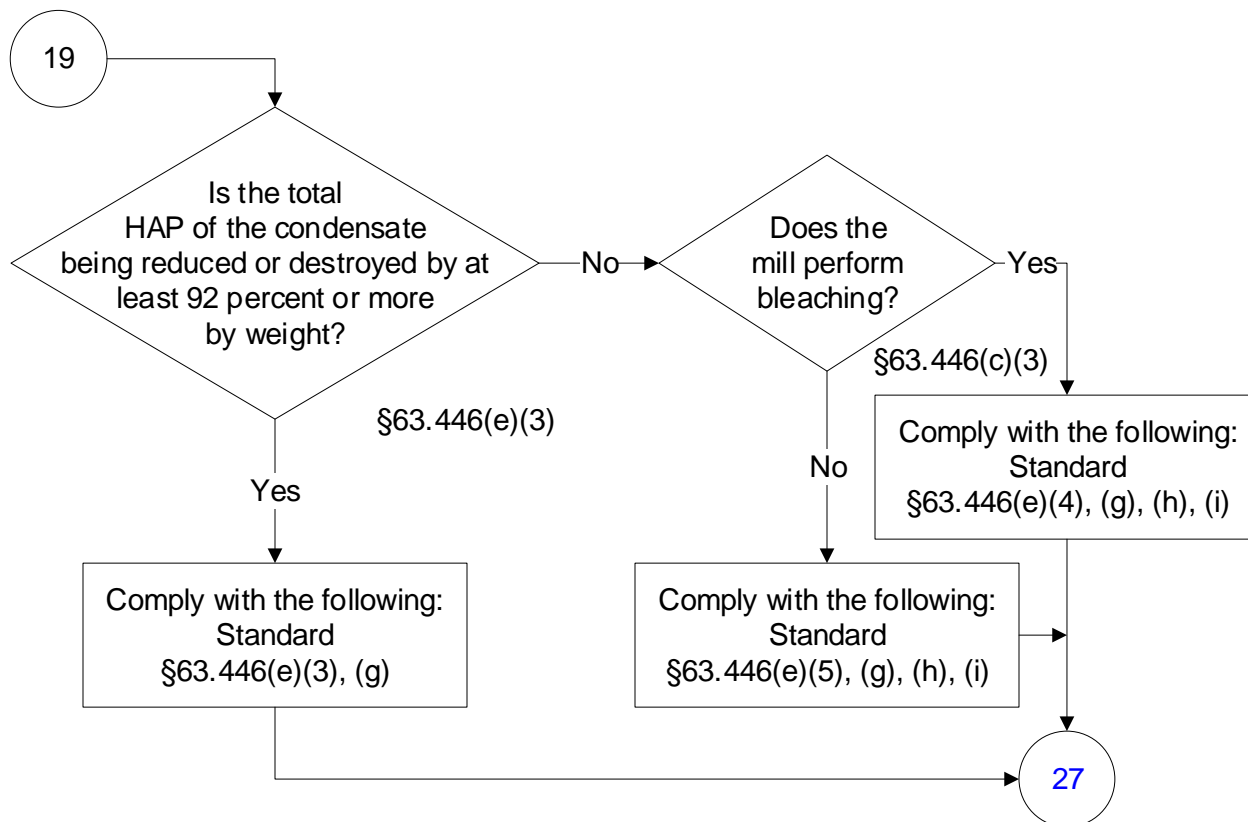 19
Is the total
HAP of the condensate
being reduced or destroyed by at
least 92 percent or more
by weight?
No
Does the
mill perform
bleaching?
Yes
§63.446(c)(3)
§63.446(e)(3)
Comply with the following:
Standard
§63.446(e)(4), (g), (h), (i)
No
Yes
Comply with the following:
Standard
§63.446(e)(3), (g)
Comply with the following:
Standard
§63.446(e)(5), (g), (h), (i)
27